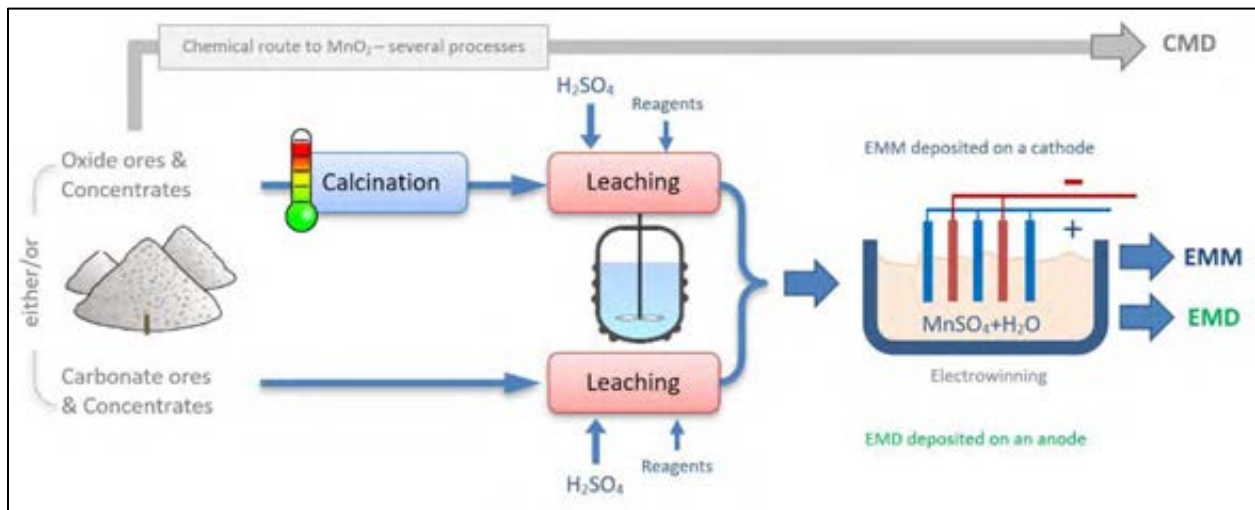 Chemical route to MnO₂ – several processes
CMD
H₂SO₄
Reagents
Oxide ores &
Concentrates
Calcination
Leaching
either/or
Carbonate ores
& Concentrates
Leaching
H₂SO₄
Reagents
EMM deposited on a cathode
−
+
MnSO₄+H₂O
Electrowinning
EMD deposited on an anode
EMM
EMD